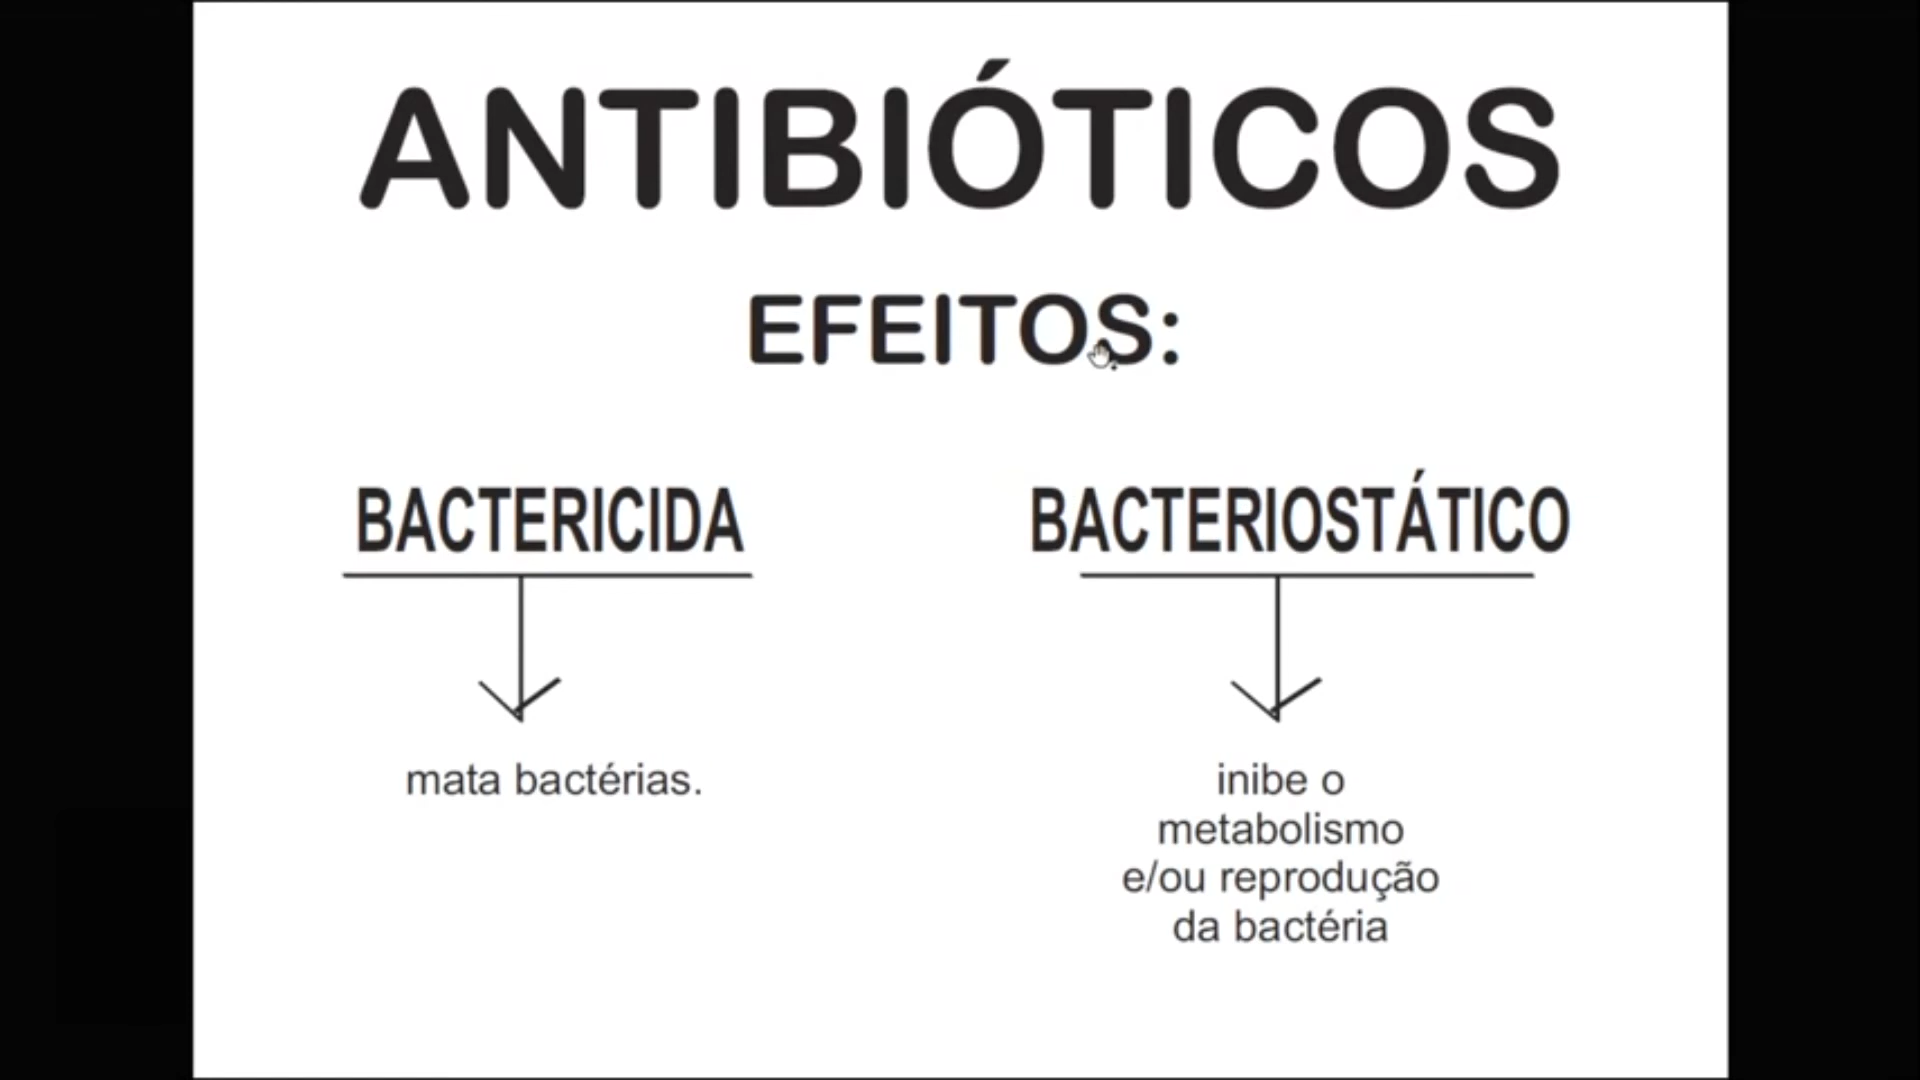 ANTIBIÓTICOS
EFEITOS:
BACTERICIDA
mata bactérias.
BACTERIOSTÁTICO
inibe o
metabolismo
e/ou reprodução
da bactéria